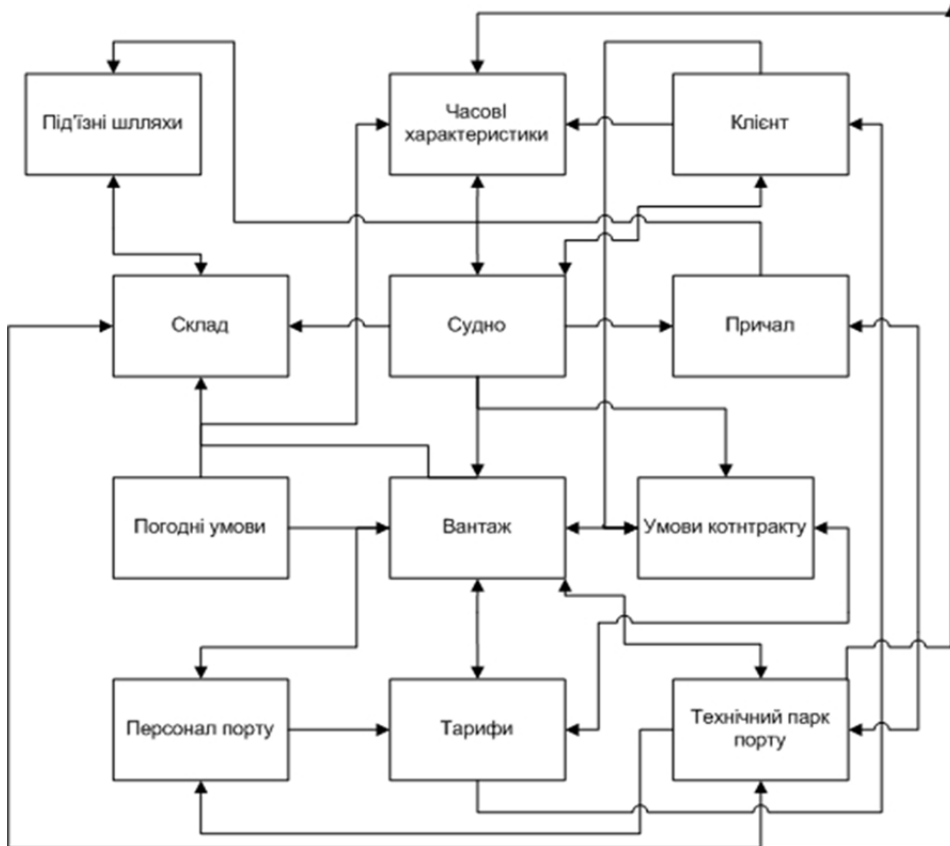 Під'їзні шлляхи
ЧасовІ
характеристики
Клієнт
Склад
Судно
Причал
Погодні умови
Вантаж
Умови котнтракту
Персонал порту
Тарифи
Технічний парк
порту